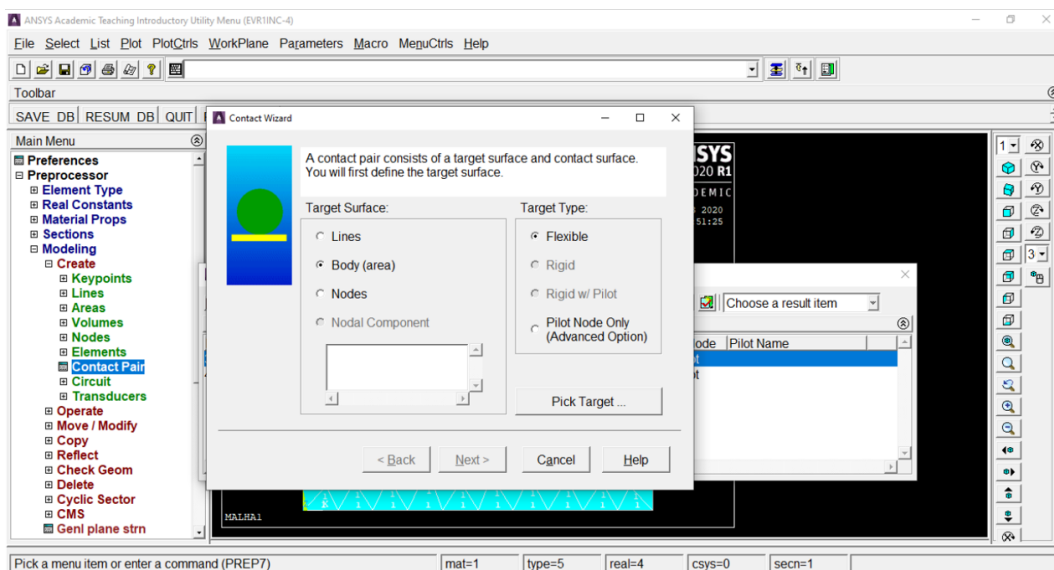 ANSYS Academic Teaching Introductory Utility Menu (EVR1INC-4)
File Select List Plot PlotCtrls WorkPlane Parameters Macro MenuCtrls Help
Toolbar
SAVE_DB RESUM_DB QUIT
Main Menu
Preferences
Preprocessor
Element Type
Real Constants
Material Props
Sections
Modeling
Create
Keypoints
Lines
Areas
Volumes
Nodes
Elements
Contact Pair
Circuit
Transducers
Operate
Move / Modify
Copy
Reflect
Check Geom
Delete
Cyclic Sector
CMS
Genl plane strn
Contact Wizard
A contact pair consists of a target surface and contact surface.
You will first define the target surface.
Target Surface:
Lines
Body (area)
Nodes
Nodal Component
Target Type:
Flexible
Rigid
Rigid w/ Pilot
Pilot Node Only
(Advanced Option)
Pick Target ...
< Back Next > Cancel Help
SYS
020 R1
DEMIC
2020
51:25
Choose a result item
ode Pilot Name
MALHA1
1
3
Pick a menu item or enter a command (PREP7) mat=1 type=5 real=4 csys=0 secn=1